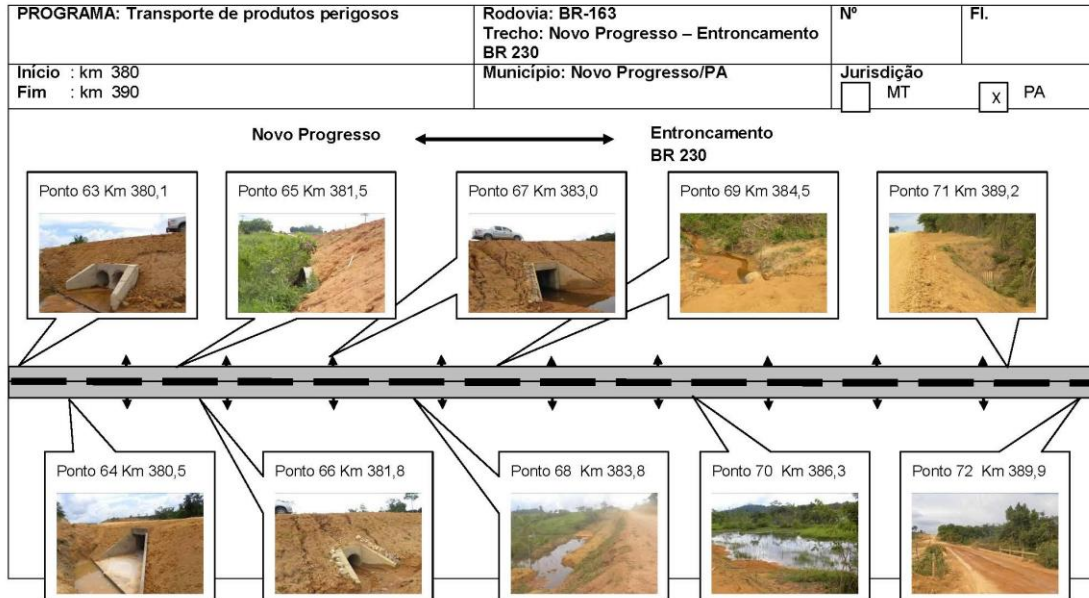 PROGRAMA: Transporte de produtos perigosos
Rodovia: BR-163
Trecho: Novo Progresso – Entroncamento
BR 230
Nº
Fl.
Início : km 380
Fim : km 390
Município: Novo Progresso/PA
Jurisdição
MT
X PA
Novo Progresso
Entroncamento
BR 230
Ponto 63 Km 380,1
Ponto 65 Km 381,5
Ponto 67 Km 383,0
Ponto 69 Km 384,5
Ponto 71 Km 389,2
Ponto 64 Km 380,5
Ponto 66 Km 381,8
Ponto 68 Km 383,8
Ponto 70 Km 386,3
Ponto 72 Km 389,9